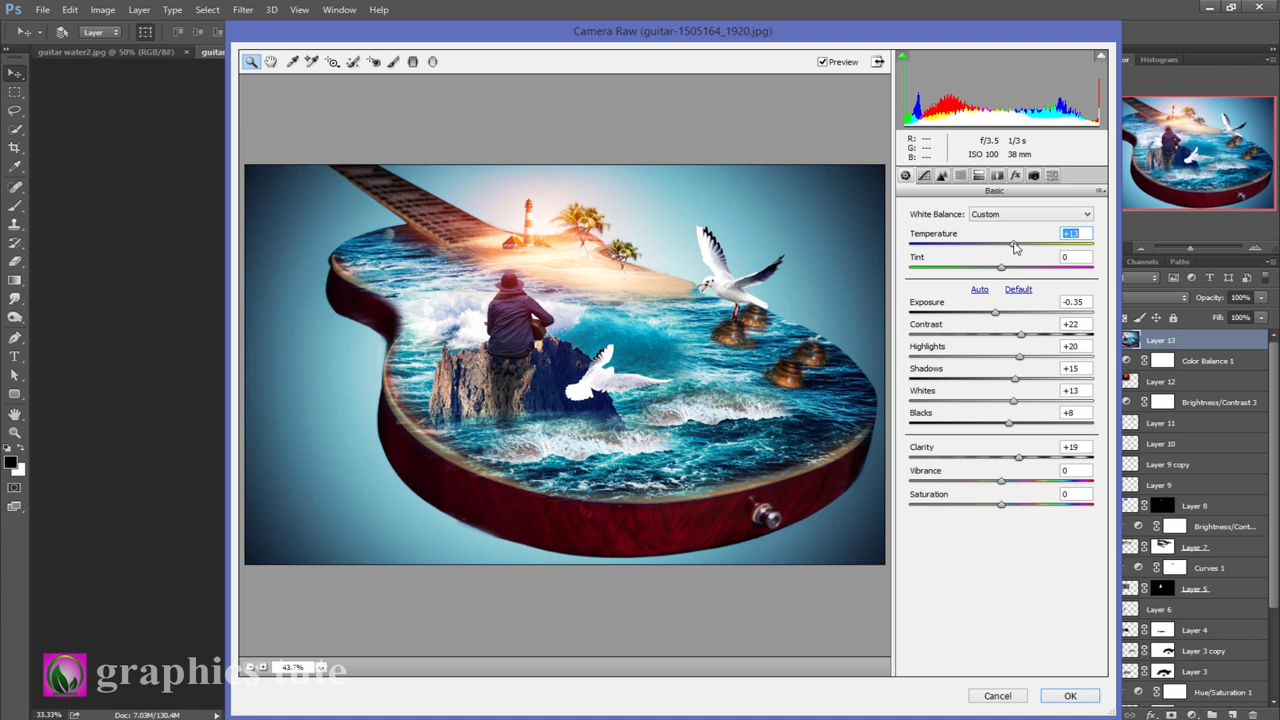 Ps File Edit Image Layer Type Select Filter 3D View Window Help
Camera Raw (guitar-1505164_1920.jpg)
Layer
guitar water2.jpg @ 50% (RGB/8#) ×
Preview
Histogram
R: ---
G: ---
B: ---
f/3.5 1/3 s
ISO 100 38 mm
fx
Basic
White Balance: Custom
Temperature +13
Tint 0
Auto Default
Exposure -0.35
Contrast +22
Highlights +20
Shadows +15
Whites +13
Blacks +8
Clarity +19
Vibrance 0
Saturation 0
Channels Paths
Opacity: 100%
Fill: 100%
Layer 13
Color Balance 1
Layer 12
Brightness/Contrast 3
Layer 11
Layer 10
Layer 9 copy
Layer 9
Layer 8
Brightness/Cont...
Layer 7
Curves 1
Layer 5
Layer 6
Layer 4
Layer 3 copy
Layer 3
Hue/Saturation 1
43.7%
Cancel OK
33.33% Doc: 7.03M/130.4M